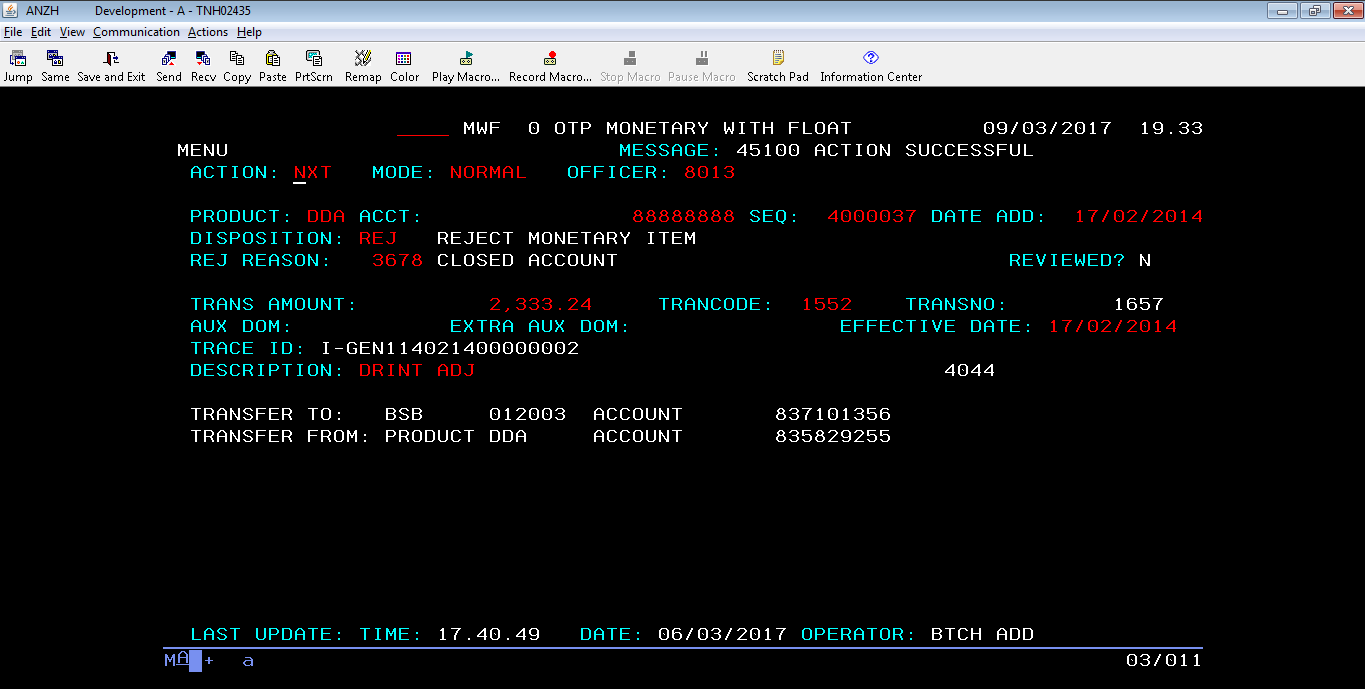 ANZH Development - A - TNH02435
File Edit View Communication Actions Help
Jump Same Save and Exit Send Recv Copy Paste PrtScrn Remap Color Play Macro... Record Macro... Stop Macro Pause Macro Scratch Pad Information Center
_____ MWF 0 OTP MONETARY WITH FLOAT 09/03/2017 19.33
MENU MESSAGE: 45100 ACTION SUCCESSFUL
ACTION: NXT MODE: NORMAL OFFICER: 8013
PRODUCT: DDA ACCT: 88888888 SEQ: 4000037 DATE ADD: 17/02/2014
DISPOSITION: REJ REJECT MONETARY ITEM
REJ REASON: 3678 CLOSED ACCOUNT REVIEWED? N
TRANS AMOUNT: 2,333.24 TRANCODE: 1552 TRANSNO: 1657
AUX DOM: EXTRA AUX DOM: EFFECTIVE DATE: 17/02/2014
TRACE ID: I-GEN114021400000002
DESCRIPTION: DRINT ADJ 4044
TRANSFER TO: BSB 012003 ACCOUNT 837101356
TRANSFER FROM: PRODUCT DDA ACCOUNT 835829255
LAST UPDATE: TIME: 17.40.49 DATE: 06/03/2017 OPERATOR: BTCH ADD
MA + a 03/011